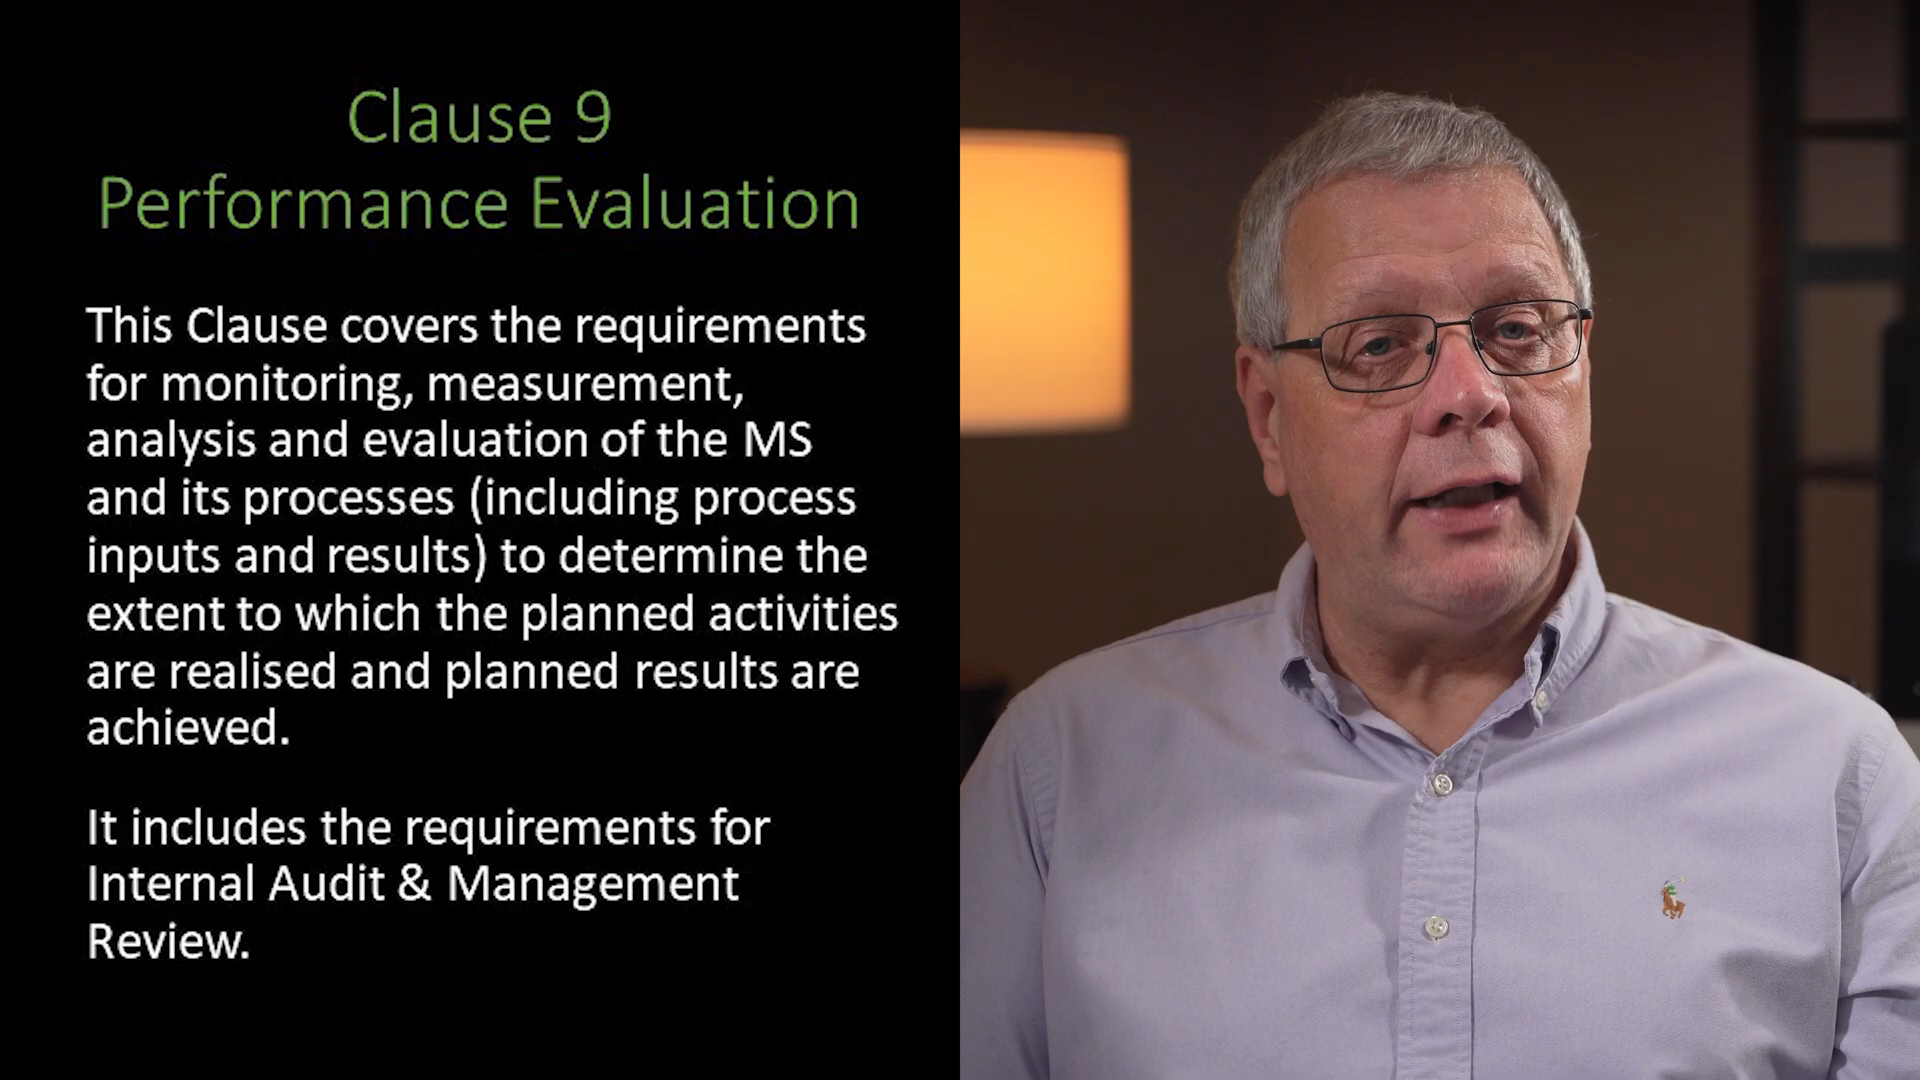 Clause 9
Performance Evaluation
This Clause covers the requirements
for monitoring, measurement,
analysis and evaluation of the MS
and its processes (including process
inputs and results) to determine the
extent to which the planned activities
are realised and planned results are
achieved.
It includes the requirements for
Internal Audit & Management
Review.